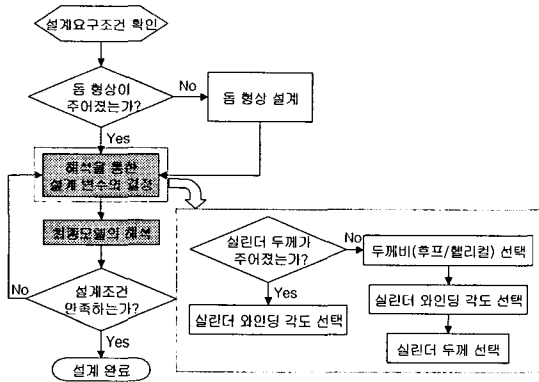 설계요구조건 확인
돔 형상이
주어졌는가?
No
돔 형상 설계
Yes
해석을 통한
설계 변수의 결정
최종모델의 해석
설계조건
만족하는가?
No
Yes
설계 완료
실린더 두께가
주어졌는가?
No
두께비(후프/헬리컬) 선택
Yes
실린더 와인딩 각도 선택
실린더 와인딩 각도 선택
실린더 두께 선택